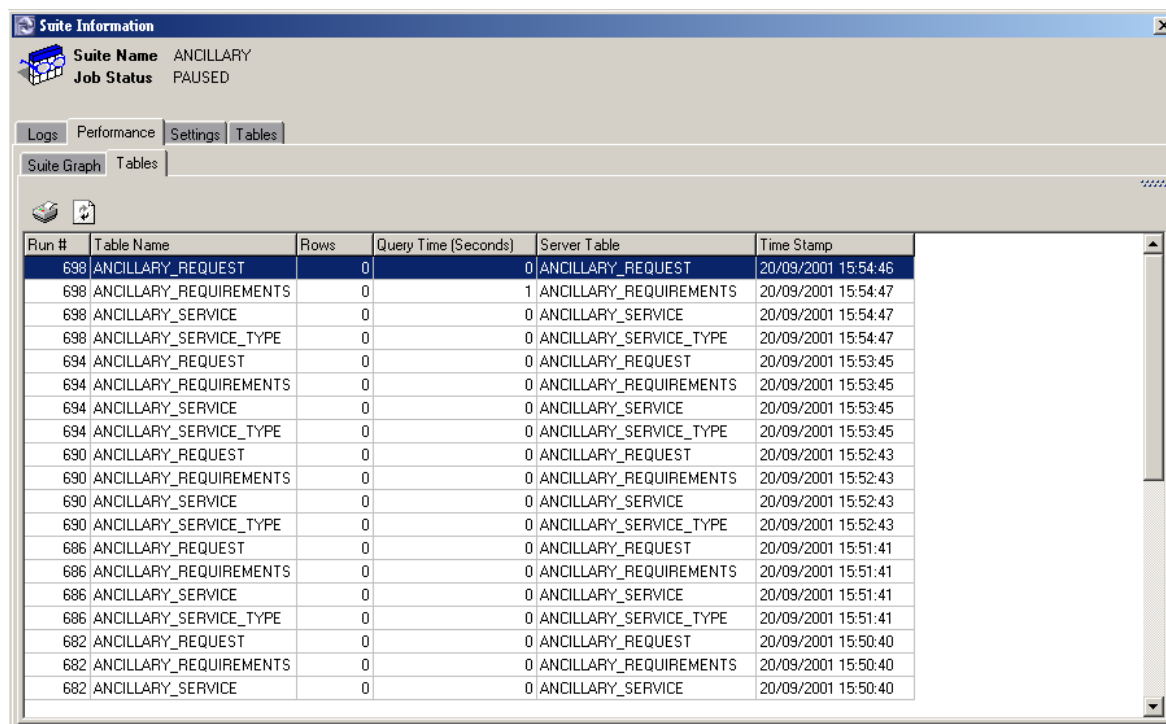 Suite Information
Suite Name ANCILLARY
Job Status PAUSED
Logs Performance Settings Tables
Suite Graph Tables
Run # Table Name Rows Query Time (Seconds) Server Table Time Stamp
698 ANCILLARY_REQUEST 0 0 ANCILLARY_REQUEST 20/09/2001 15:54:46
698 ANCILLARY_REQUIREMENTS 0 1 ANCILLARY_REQUIREMENTS 20/09/2001 15:54:47
698 ANCILLARY_SERVICE 0 0 ANCILLARY_SERVICE 20/09/2001 15:54:47
698 ANCILLARY_SERVICE_TYPE 0 0 ANCILLARY_SERVICE_TYPE 20/09/2001 15:54:47
694 ANCILLARY_REQUEST 0 0 ANCILLARY_REQUEST 20/09/2001 15:53:45
694 ANCILLARY_REQUIREMENTS 0 0 ANCILLARY_REQUIREMENTS 20/09/2001 15:53:45
694 ANCILLARY_SERVICE 0 0 ANCILLARY_SERVICE 20/09/2001 15:53:45
694 ANCILLARY_SERVICE_TYPE 0 0 ANCILLARY_SERVICE_TYPE 20/09/2001 15:53:45
690 ANCILLARY_REQUEST 0 0 ANCILLARY_REQUEST 20/09/2001 15:52:43
690 ANCILLARY_REQUIREMENTS 0 0 ANCILLARY_REQUIREMENTS 20/09/2001 15:52:43
690 ANCILLARY_SERVICE 0 0 ANCILLARY_SERVICE 20/09/2001 15:52:43
690 ANCILLARY_SERVICE_TYPE 0 0 ANCILLARY_SERVICE_TYPE 20/09/2001 15:52:43
686 ANCILLARY_REQUEST 0 0 ANCILLARY_REQUEST 20/09/2001 15:51:41
686 ANCILLARY_REQUIREMENTS 0 0 ANCILLARY_REQUIREMENTS 20/09/2001 15:51:41
686 ANCILLARY_SERVICE 0 0 ANCILLARY_SERVICE 20/09/2001 15:51:41
686 ANCILLARY_SERVICE_TYPE 0 0 ANCILLARY_SERVICE_TYPE 20/09/2001 15:51:41
682 ANCILLARY_REQUEST 0 0 ANCILLARY_REQUEST 20/09/2001 15:50:40
682 ANCILLARY_REQUIREMENTS 0 0 ANCILLARY_REQUIREMENTS 20/09/2001 15:50:40
682 ANCILLARY_SERVICE 0 0 ANCILLARY_SERVICE 20/09/2001 15:50:40